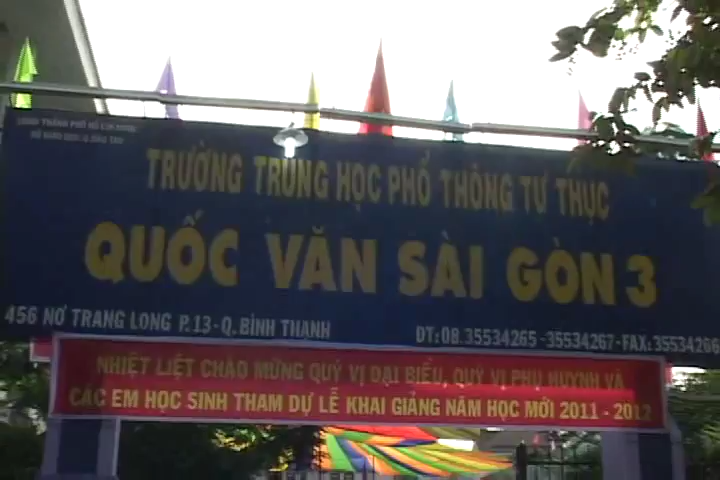 TRƯỜNG TRUNG HỌC PHỔ THÔNG TƯ THỤC
QUỐC VĂN SÀI GÒN 3
456 NƠ TRANG LONG P.13-Q.BÌNH THẠNH
ĐT:08.35534265 -35534267-FAX:35534266
NHIỆT LIỆT CHÀO MỪNG QUÝ VỊ ĐẠI BIỂU, QUÝ VỊ PHỤ HUYNH VÀ
CÁC EM HỌC SINH THAM DỰ LỄ KHAI GIẢNG NĂM HỌC MỚI 2011 - 2012